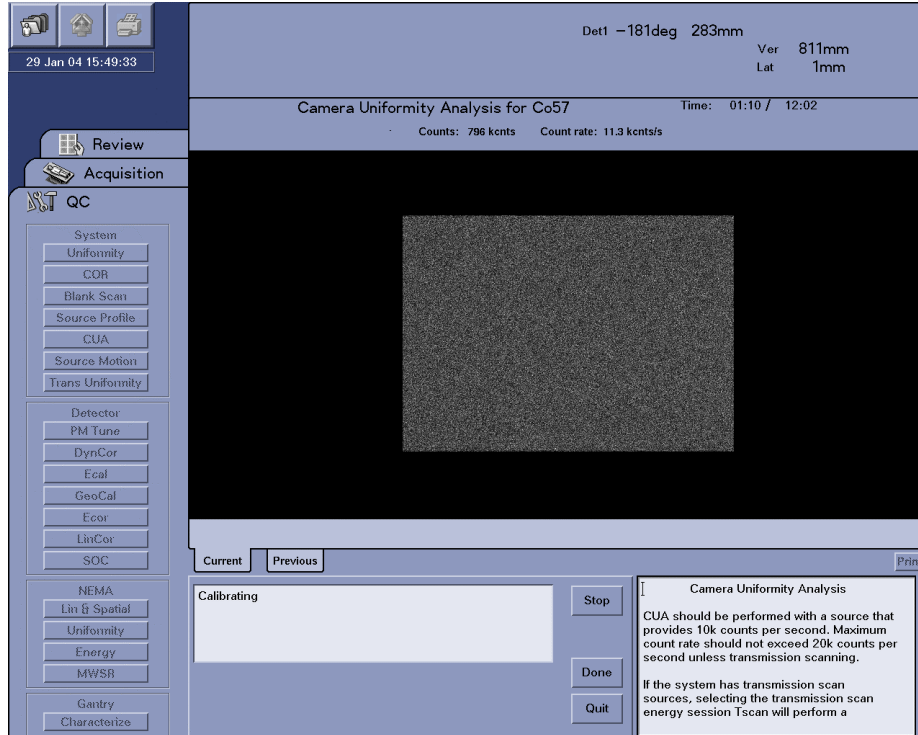 29 Jan 04 15:49:33
Det1 -181deg 283mm
Ver 811mm
Lat 1mm
Camera Uniformity Analysis for Co57
Time: 01:10 / 12:02
Counts: 796 kcnts Count rate: 11.3 kcnts/s
Review
Acquisition
QC
System
Uniformity
COR
Blank Scan
Source Profile
CUA
Source Motion
Trans Uniformity
Detector
PM Tune
DynCor
Ecal
GeoCal
Ecor
LinCor
SOC
NEMA
Lin & Spatial
Uniformity
Energy
MWSR
Gantry
Characterize
Current
Previous
Prin
Calibrating
Stop
Done
Quit
Camera Uniformity Analysis
CUA should be performed with a source that
provides 10k counts per second. Maximum
count rate should not exceed 20k counts per
second unless transmission scanning.
If the system has transmission scan
sources, selecting the transmission scan
energy session Tscan will perform a